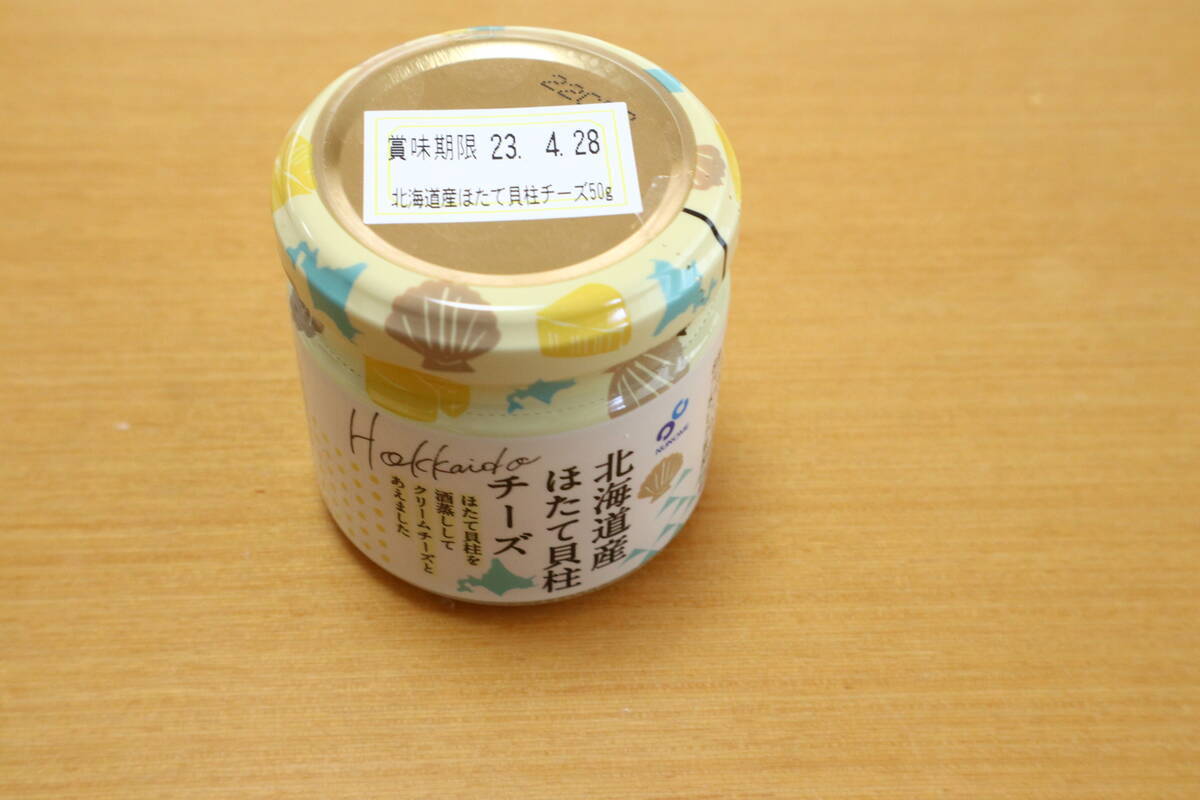 賞味期限 23. 4. 28
北海道産ほたて貝柱チーズ50g
Hokkaido
NUNOME
北海道産
ほたて貝柱
チーズ
ほたて貝柱を
酒蒸しして
クリームチーズと
あえました